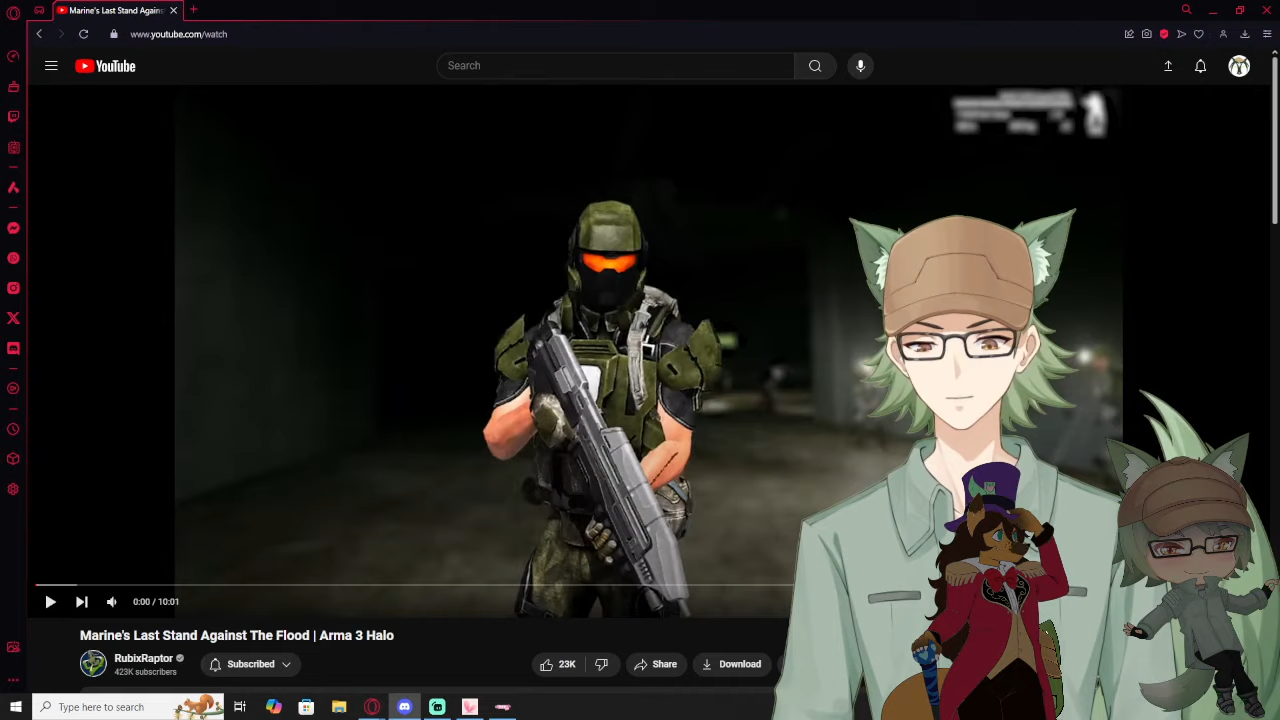 Marine's Last Stand Against
www.youtube.com/watch
YouTube
Search
0:00 / 10:01
Marine's Last Stand Against The Flood | Arma 3 Halo
RubixRaptor
423K subscribers
Subscribed
23K
Share
Download
Type here to search